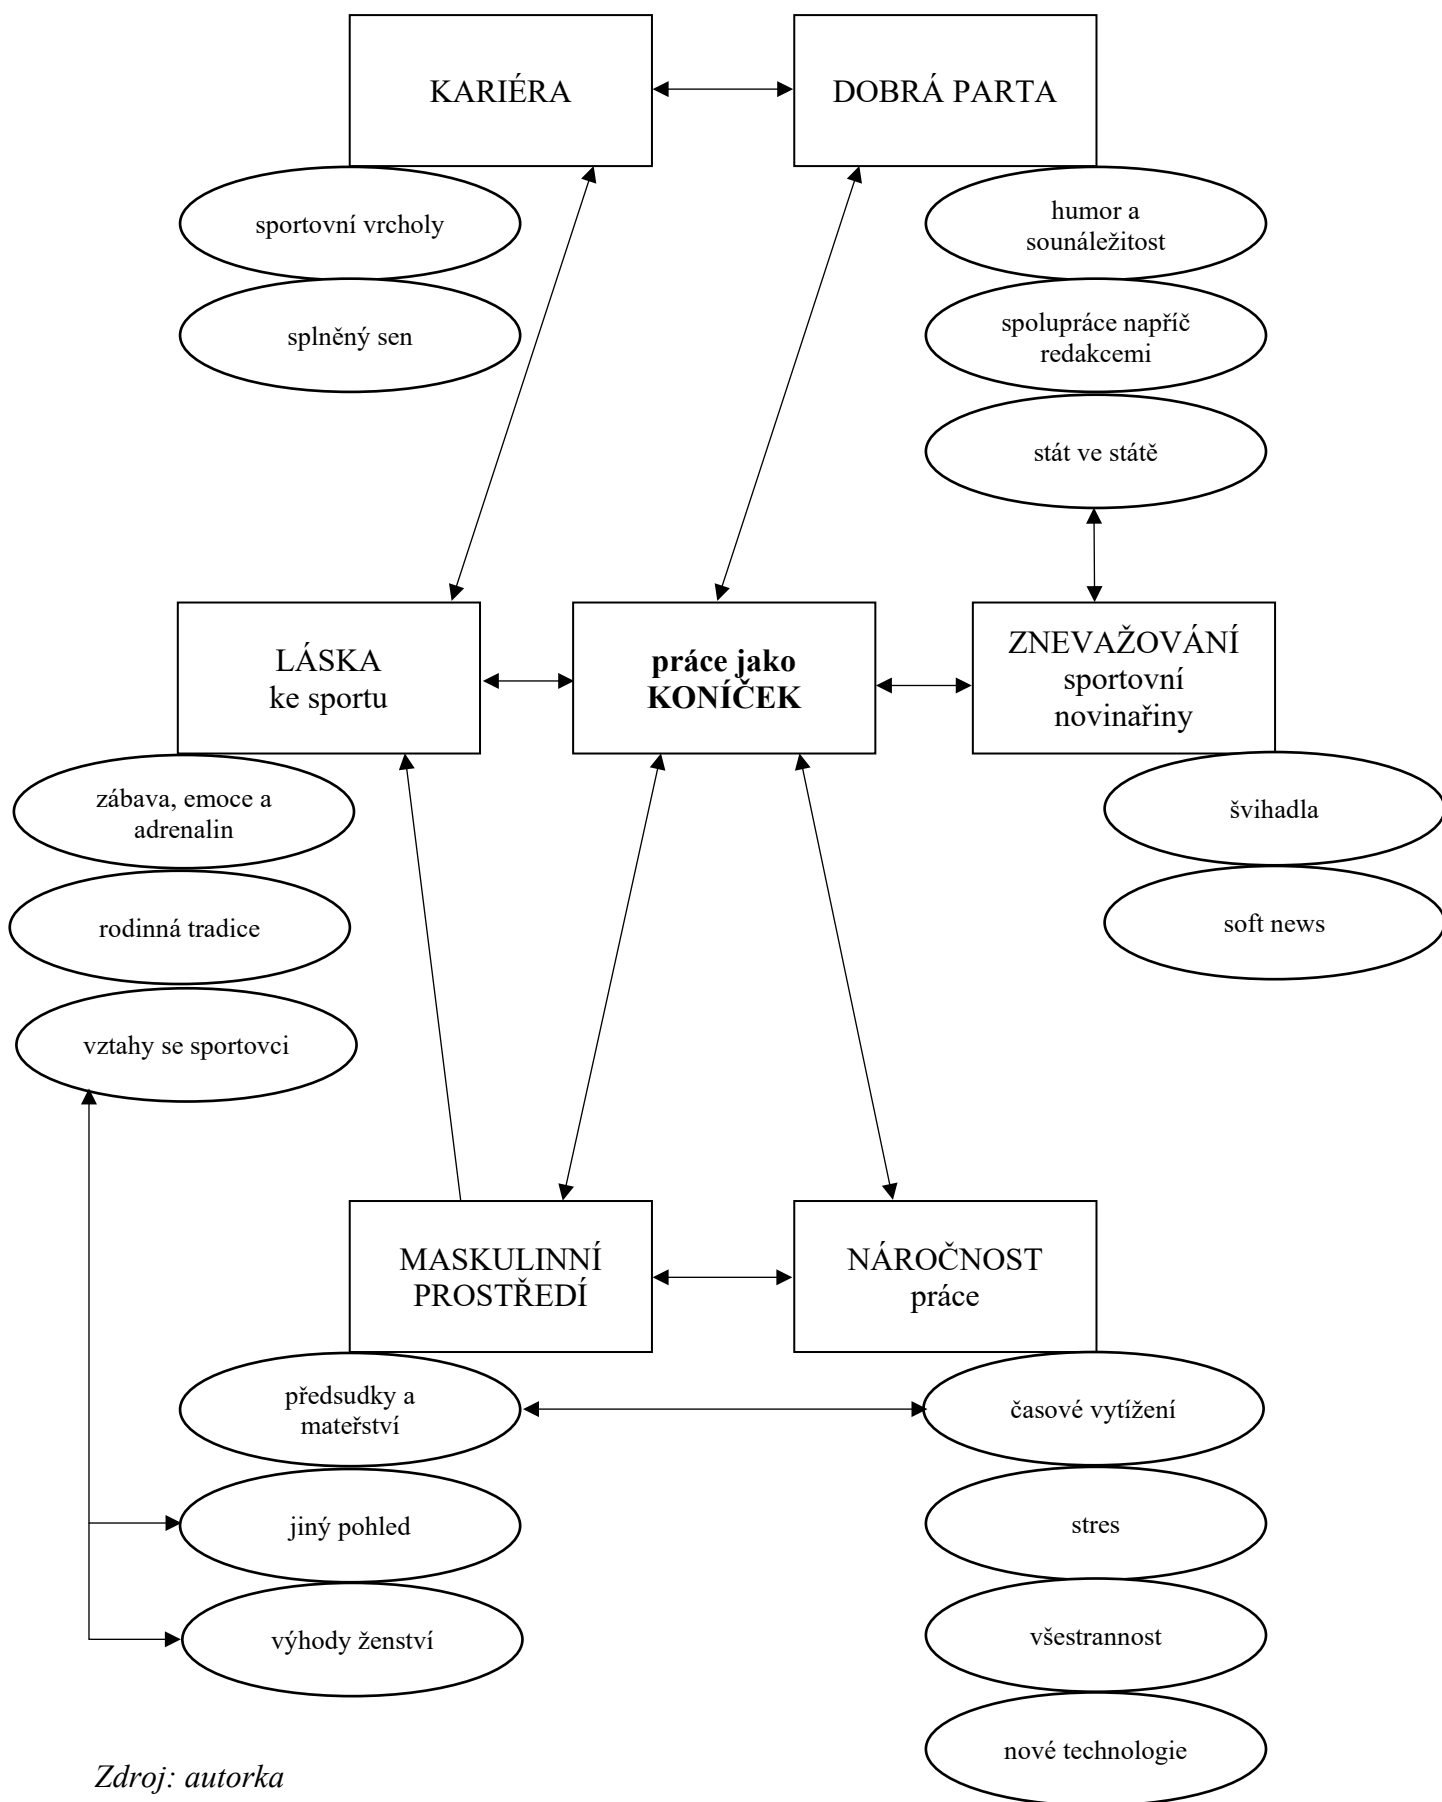 KARIÉRA
DOBRÁ PARTA
sportovní vrcholy
splněný sen
humor a
sounáležitost
spolupráce napříč
redakcemi
stát ve státě
LÁSKA
ke sportu
práce jako
KONÍČEK
ZNEVAŽOVÁNÍ
sportovní
novinařiny
zábava, emoce a
adrenalin
rodinná tradice
vztahy se sportovci
švihadla
soft news
MASKULINNÍ
PROSTŘEDÍ
NÁROČNOST
práce
předsudky a
mateřství
jiný pohled
výhody ženství
časové vytížení
stres
všestrannost
nové technologie
Zdroj: autorka